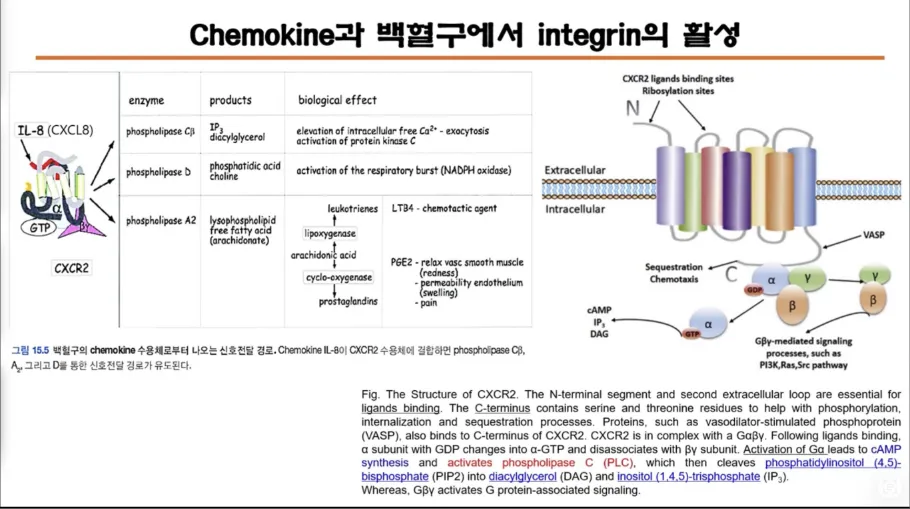 Chemokine과 백혈구에서 integrin의 활성
enzyme products biological effect
IL-8 (CXCL8)
α βγ
GTP
CXCR2
phospholipase Cβ
IP3
diacylglycerol
elevation of intracellular free Ca2+ - exocytosis
activation of protein kinase C
phospholipase D
phosphatidic acid
choline
activation of the respiratory burst (NADPH oxidase)
phospholipase A2
lysophospholipid
free fatty acid
(arachidonate)
leukotrienes
lipoxygenase
arachidonic acid
cyclo-oxygenase
prostaglandins
LTB4 - chemotactic agent
PGE2 - relax vasc smooth muscle
(redness)
- permeability endothelium
(swelling)
- pain
그림 15.5 백혈구의 chemokine 수용체로부터 나오는 신호전달 경로. Chemokine IL-8이 CXCR2 수용체에 결합하면 phospholipase Cβ,
A2, 그리고 D를 통한 신호전달 경로가 유도된다.
CXCR2 ligands binding sites
Ribosylation sites
N
Extracellular
Intracellular
VASP
Sequestration
Chemotaxis
C
α γ
GDP
β
γ
β
cAMP
IP3
DAG
α
GTP
Gβγ-mediated signaling
processes, such as
PI3K,Ras,Src pathway
Fig. The Structure of CXCR2. The N-terminal segment and second extracellular loop are essential for
ligands binding. The C-terminus contains serine and threonine residues to help with phosphorylation,
internalization and sequestration processes. Proteins, such as vasodilator-stimulated phosphoprotein
(VASP), also binds to C-terminus of CXCR2. CXCR2 is in complex with a Gαβγ. Following ligands binding,
α subunit with GDP changes into α-GTP and disassociates with βγ subunit. Activation of Gα leads to cAMP
synthesis and activates phospholipase C (PLC), which then cleaves phosphatidylinositol (4,5)-
bisphosphate (PIP2) into diacylglycerol (DAG) and inositol (1,4,5)-trisphosphate (IP3).
Whereas, Gβγ activates G protein-associated signaling.